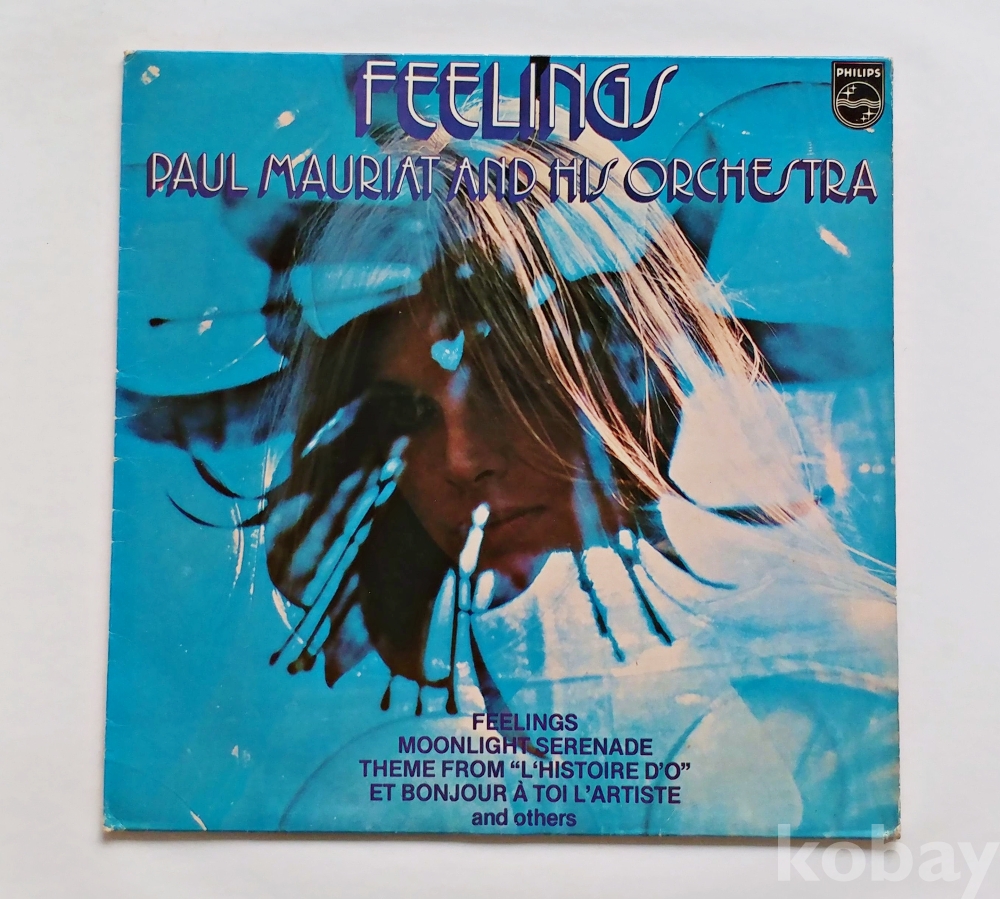 FEELINGS
PHILIPS
PAUL MAURIAT AND HIS ORCHESTRA
FEELINGS
MOONLIGHT SERENADE
THEME FROM “L‘HISTOIRE D’O”
ET BONJOUR À TOI L’ARTISTE
and others
kobay